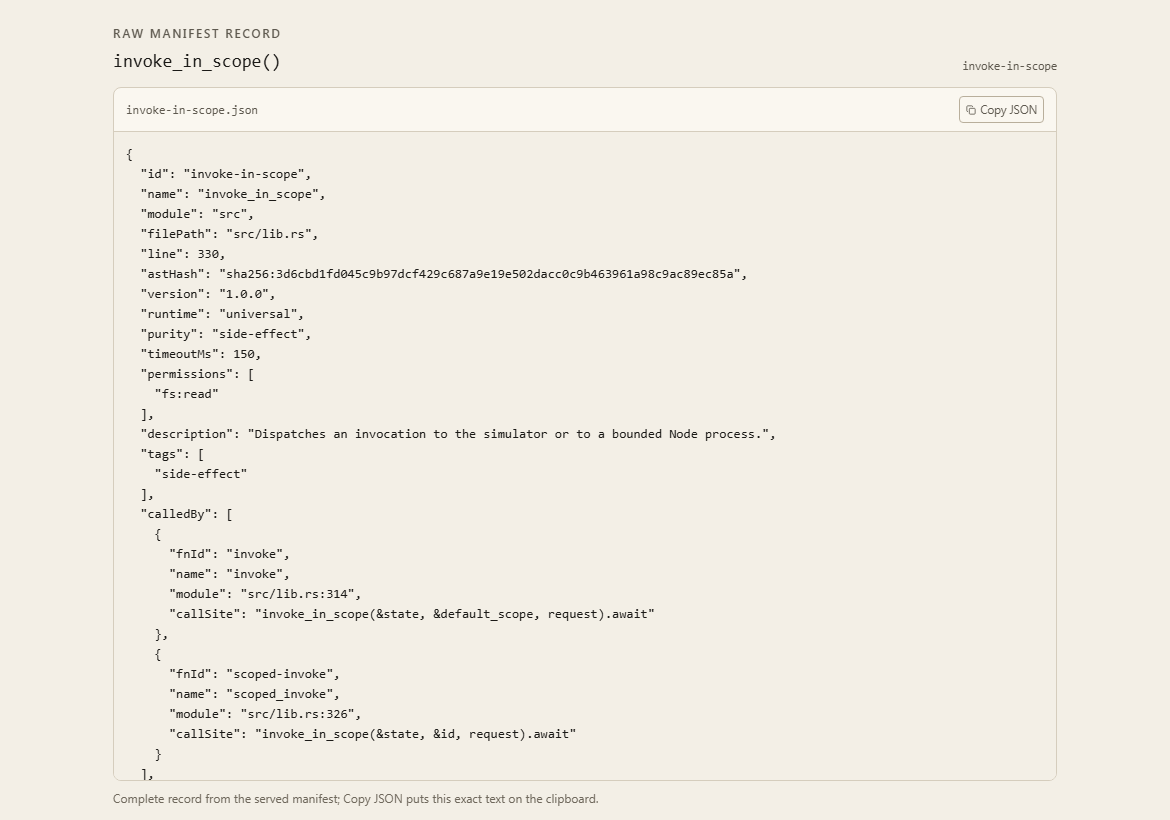 RAW MANIFEST RECORD
invoke_in_scope()
invoke-in-scope
invoke-in-scope.json
Copy JSON
{
  "id": "invoke-in-scope",
  "name": "invoke_in_scope",
  "module": "src",
  "filePath": "src/lib.rs",
  "line": 330,
  "astHash": "sha256:3d6cbd1fd045c9b97dcf429c687a9e19e502dacc0c9b463961a98c9ac89ec85a",
  "version": "1.0.0",
  "runtime": "universal",
  "purity": "side-effect",
  "timeoutMs": 150,
  "permissions": [
    "fs:read"
  ],
  "description": "Dispatches an invocation to the simulator or to a bounded Node process.",
  "tags": [
    "side-effect"
  ],
  "calledBy": [
    {
      "fnId": "invoke",
      "name": "invoke",
      "module": "src/lib.rs:314",
      "callSite": "invoke_in_scope(&state, &default_scope, request).await"
    },
    {
      "fnId": "scoped-invoke",
      "name": "scoped_invoke",
      "module": "src/lib.rs:326",
      "callSite": "invoke_in_scope(&state, &id, request).await"
    }
  ],
Complete record from the served manifest; Copy JSON puts this exact text on the clipboard.